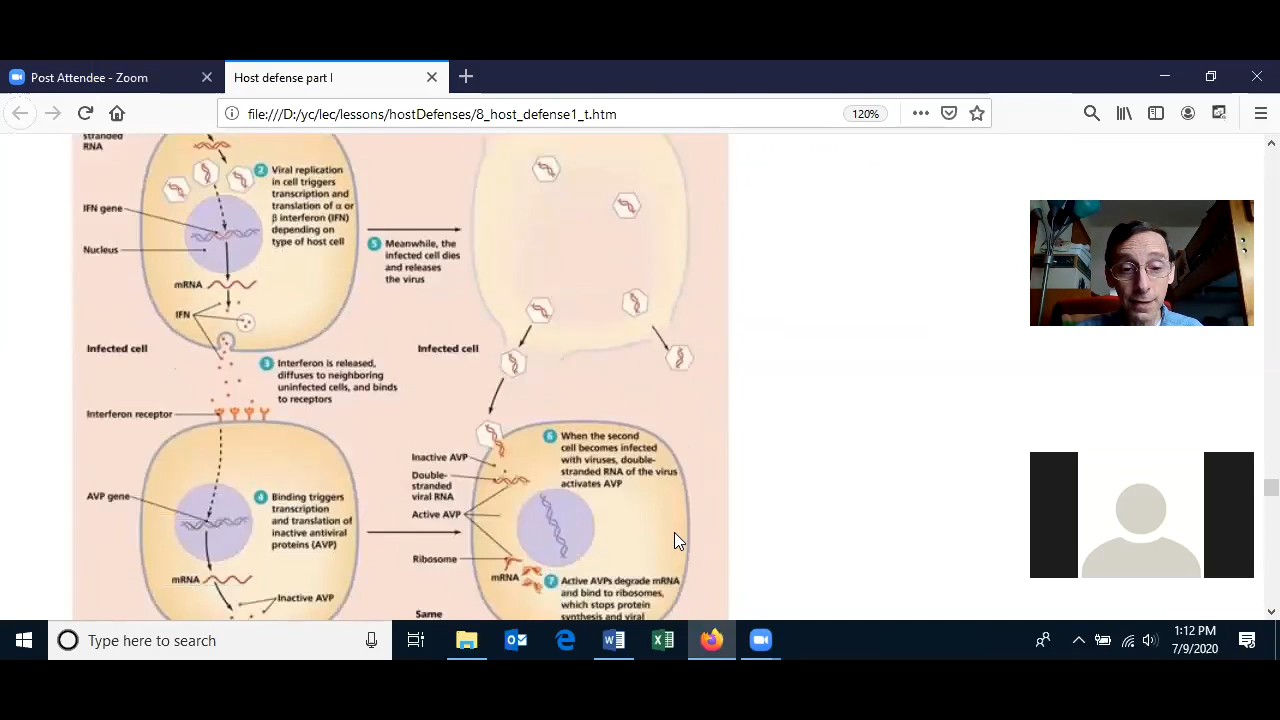 Post Attendee - Zoom
Host defense part I
file:///D:/yc/lec/lessons/hostDefenses/8_host_defense1_t.htm
120%
stranded
RNA
2 Viral replication
in cell triggers
transcription and
translation of α or
β interferon (IFN)
depending on
type of host cell
IFN gene
Nucleus
5 Meanwhile, the
infected cell dies
and releases
the virus
mRNA
IFN
Infected cell
Infected cell
3 Interferon is released,
diffuses to neighboring
uninfected cells, and binds
to receptors
Interferon receptor
6 When the second
cell becomes infected
with viruses, double-
stranded RNA of the virus
activates AVP
Inactive AVP
Double-
stranded
viral RNA
Active AVP
AVP gene
4 Binding triggers
transcription
and translation of
inactive antiviral
proteins (AVP)
Ribosome
mRNA
mRNA
Inactive AVP
7 Active AVPs degrade mRNA
and bind to ribosomes,
which stops protein
synthesis and viral
Same
Type here to search
1:12 PM
7/9/2020